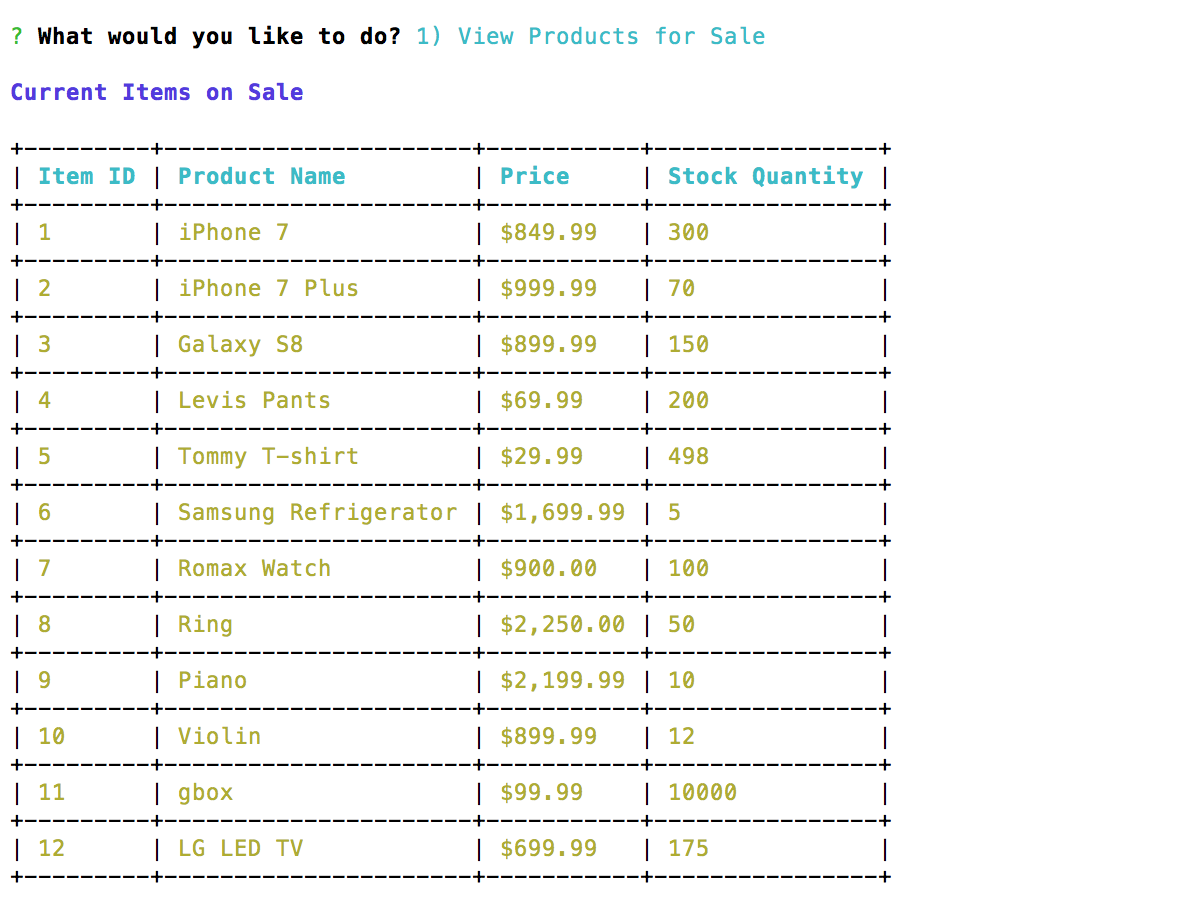 ? What would you like to do? 1) View Products for Sale
Current Items on Sale
+----------+----------------------+-----------+----------------+
| Item ID | Product Name | Price | Stock Quantity |
+----------+----------------------+-----------+----------------+
| 1 | iPhone 7 | $849.99 | 300 |
+----------+----------------------+-----------+----------------+
| 2 | iPhone 7 Plus | $999.99 | 70 |
+----------+----------------------+-----------+----------------+
| 3 | Galaxy S8 | $899.99 | 150 |
+----------+----------------------+-----------+----------------+
| 4 | Levis Pants | $69.99 | 200 |
+----------+----------------------+-----------+----------------+
| 5 | Tommy T-shirt | $29.99 | 498 |
+----------+----------------------+-----------+----------------+
| 6 | Samsung Refrigerator | $1,699.99 | 5 |
+----------+----------------------+-----------+----------------+
| 7 | Romax Watch | $900.00 | 100 |
+----------+----------------------+-----------+----------------+
| 8 | Ring | $2,250.00 | 50 |
+----------+----------------------+-----------+----------------+
| 9 | Piano | $2,199.99 | 10 |
+----------+----------------------+-----------+----------------+
| 10 | Violin | $899.99 | 12 |
+----------+----------------------+-----------+----------------+
| 11 | gbox | $99.99 | 10000 |
+----------+----------------------+-----------+----------------+
| 12 | LG LED TV | $699.99 | 175 |
+----------+----------------------+-----------+----------------+